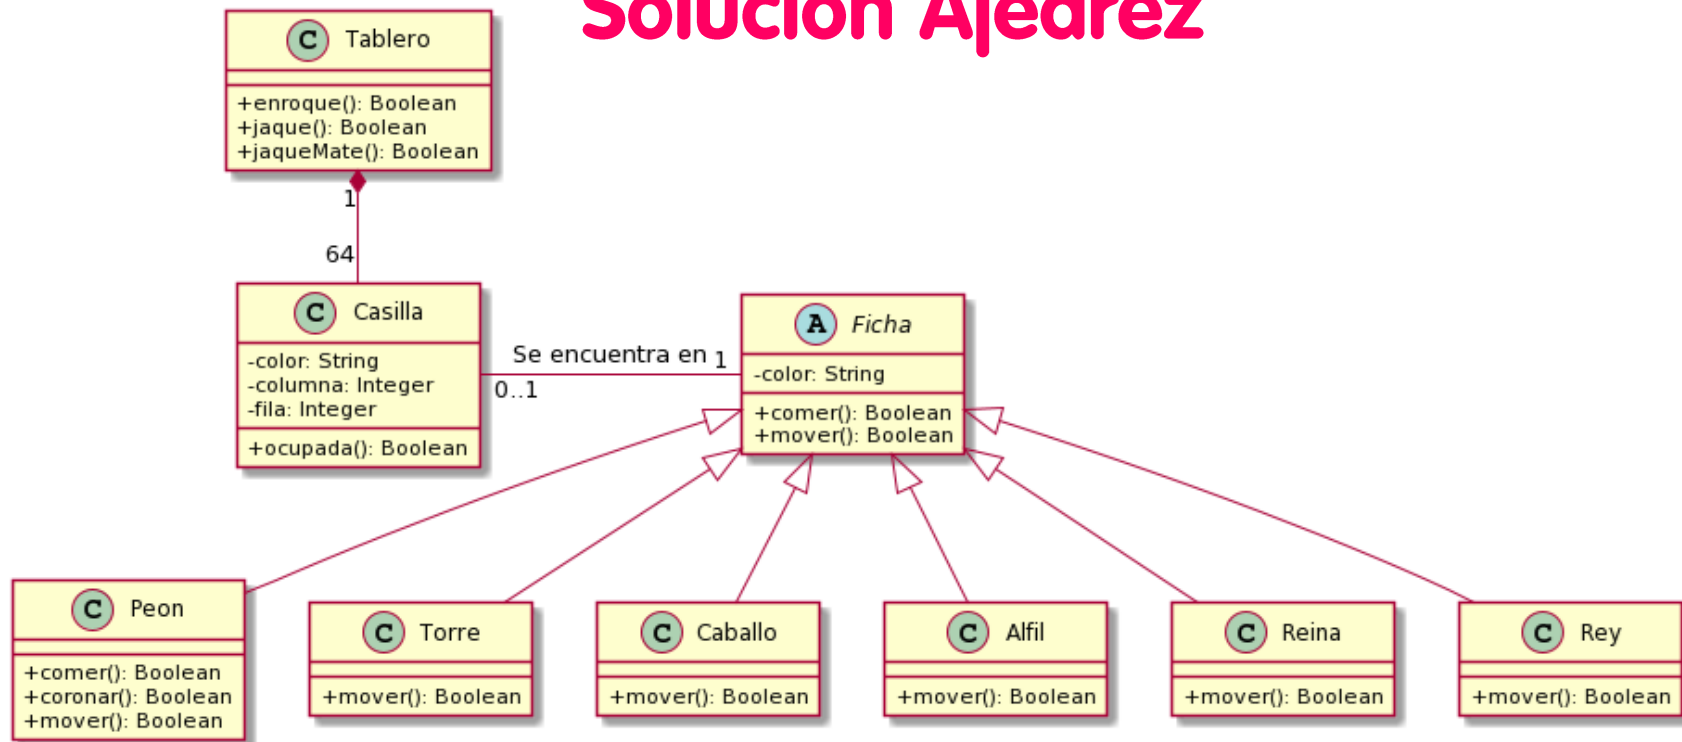 Solución Ajedrez
C Tablero
+enroque(): Boolean
+jaque(): Boolean
+jaqueMate(): Boolean
1
64
C Casilla
-color: String
-columna: Integer
-fila: Integer
+ocupada(): Boolean
Se encuentra en 1
0..1
A Ficha
-color: String
+comer(): Boolean
+mover(): Boolean
C Peon
+comer(): Boolean
+coronar(): Boolean
+mover(): Boolean
C Torre
+mover(): Boolean
C Caballo
+mover(): Boolean
C Alfil
+mover(): Boolean
C Reina
+mover(): Boolean
C Rey
+mover(): Boolean